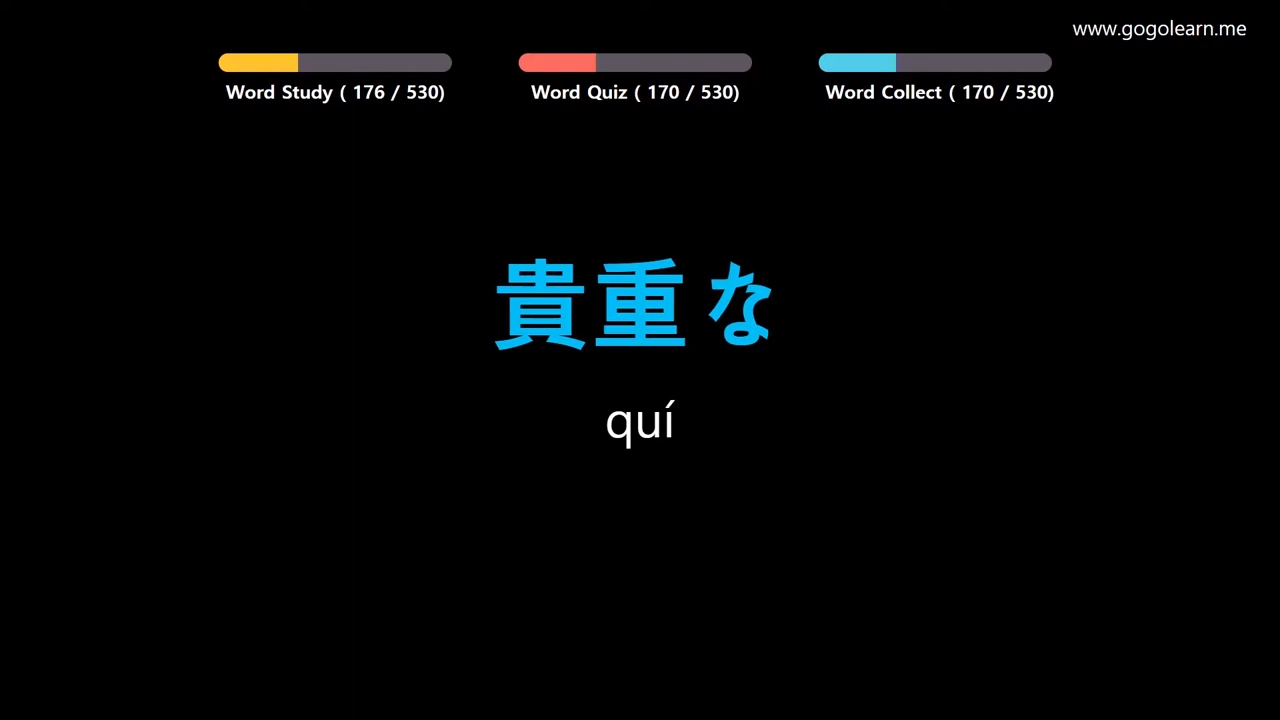 www.gogolearn.me
Word Study ( 176 / 530)
Word Quiz ( 170 / 530)
Word Collect ( 170 / 530)
貴重な
quí